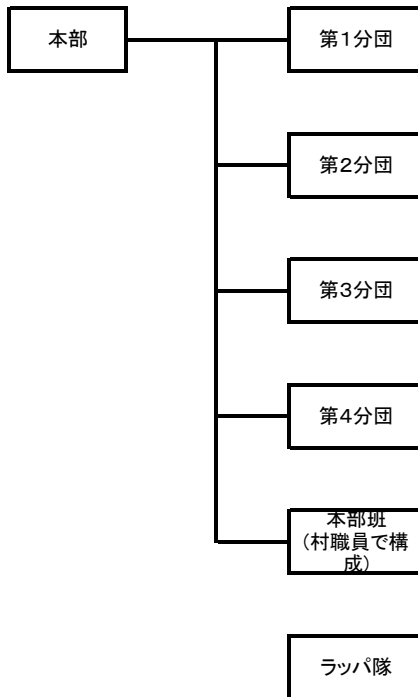 本部
第1分団
第2分団
第3分団
第4分団
本部班
(村職員で構
成)
ラッパ隊